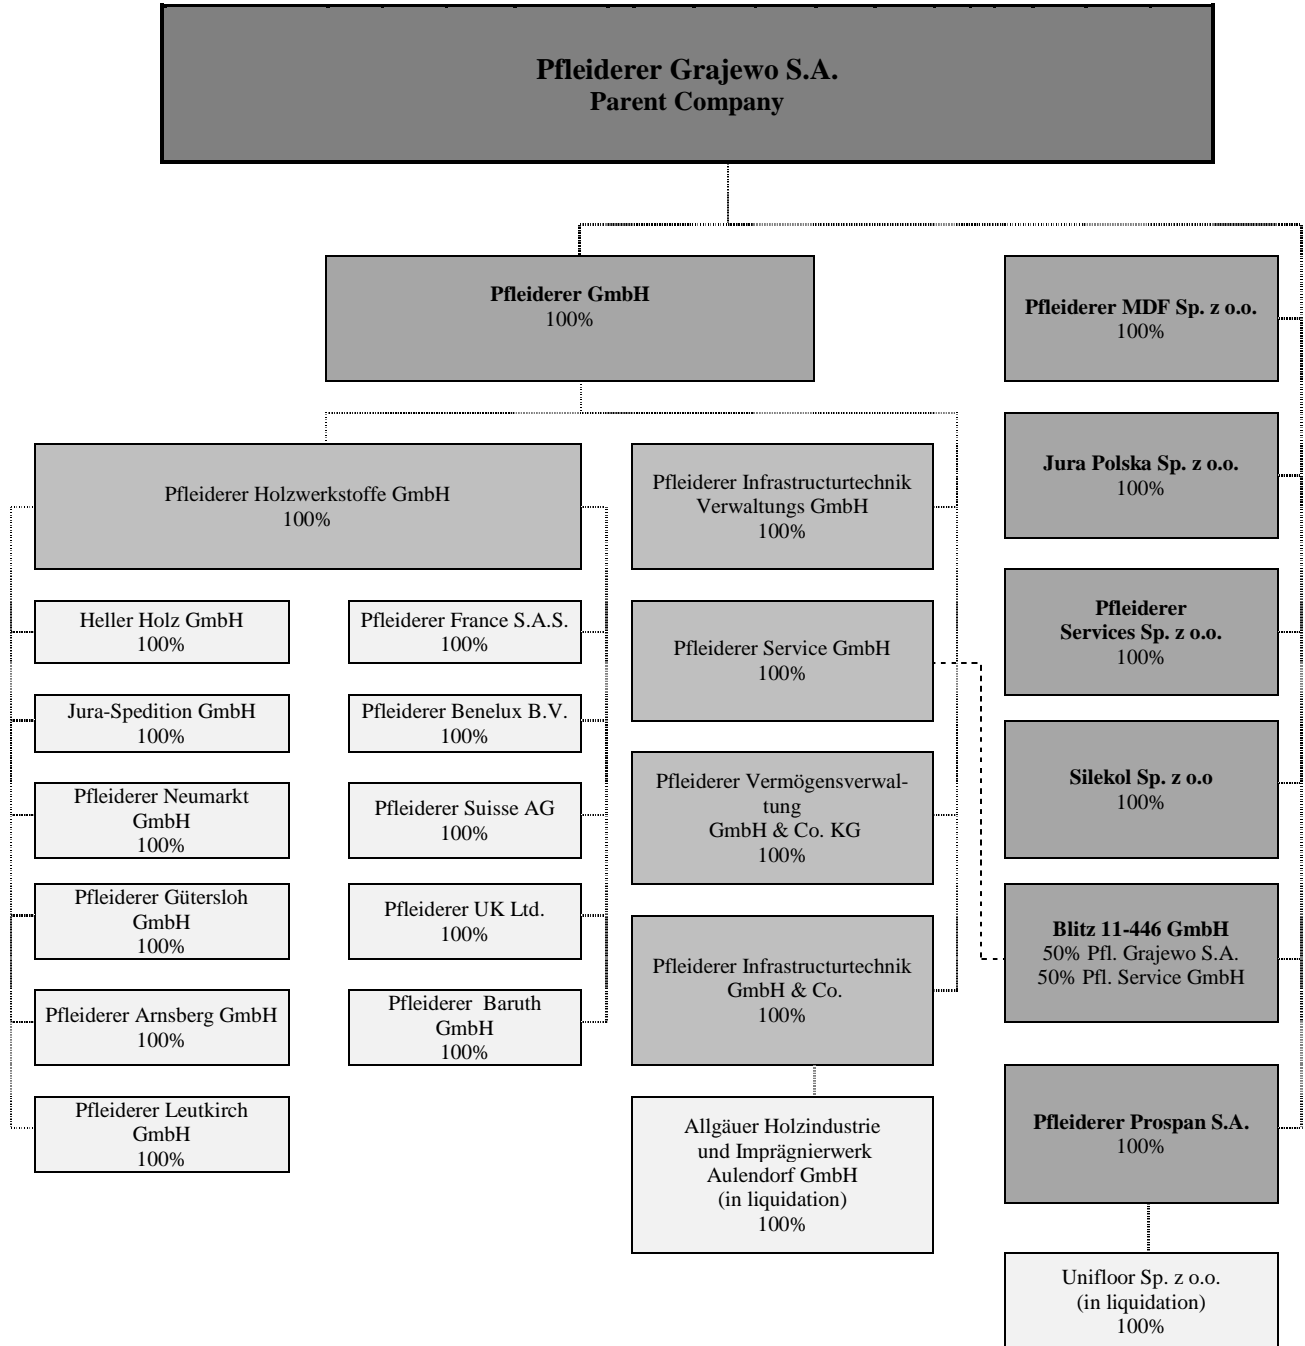 Pfleiderer Grajewo S.A.
Parent Company
Pfleiderer GmbH
100%
Pfleiderer MDF Sp. z o.o.
100%
Jura Polska Sp. z o.o.
100%
Pfleiderer
Services Sp. z o.o.
100%
Silekol Sp. z o.o
100%
Blitz 11-446 GmbH
50% Pfl. Grajewo S.A.
50% Pfl. Service GmbH
Pfleiderer Prospan S.A.
100%
Unifloor Sp. z o.o.
(in liquidation)
100%
Pfleiderer Holzwerkstoffe GmbH
100%
Heller Holz GmbH
100%
Jura-Spedition GmbH
100%
Pfleiderer Neumarkt
GmbH
100%
Pfleiderer Gütersloh
GmbH
100%
Pfleiderer Arnsberg GmbH
100%
Pfleiderer Leutkirch
GmbH
100%
Pfleiderer France S.A.S.
100%
Pfleiderer Benelux B.V.
100%
Pfleiderer Suisse AG
100%
Pfleiderer UK Ltd.
100%
Pfleiderer Baruth
GmbH
100%
Pfleiderer Infrastructurtechnik
Verwaltungs GmbH
100%
Pfleiderer Service GmbH
100%
Pfleiderer Vermögensverwal-
tung
GmbH & Co. KG
100%
Pfleiderer Infrastructurtechnik
GmbH & Co.
100%
Allgäuer Holzindustrie
und Imprägnierwerk
Aulendorf GmbH
(in liquidation)
100%